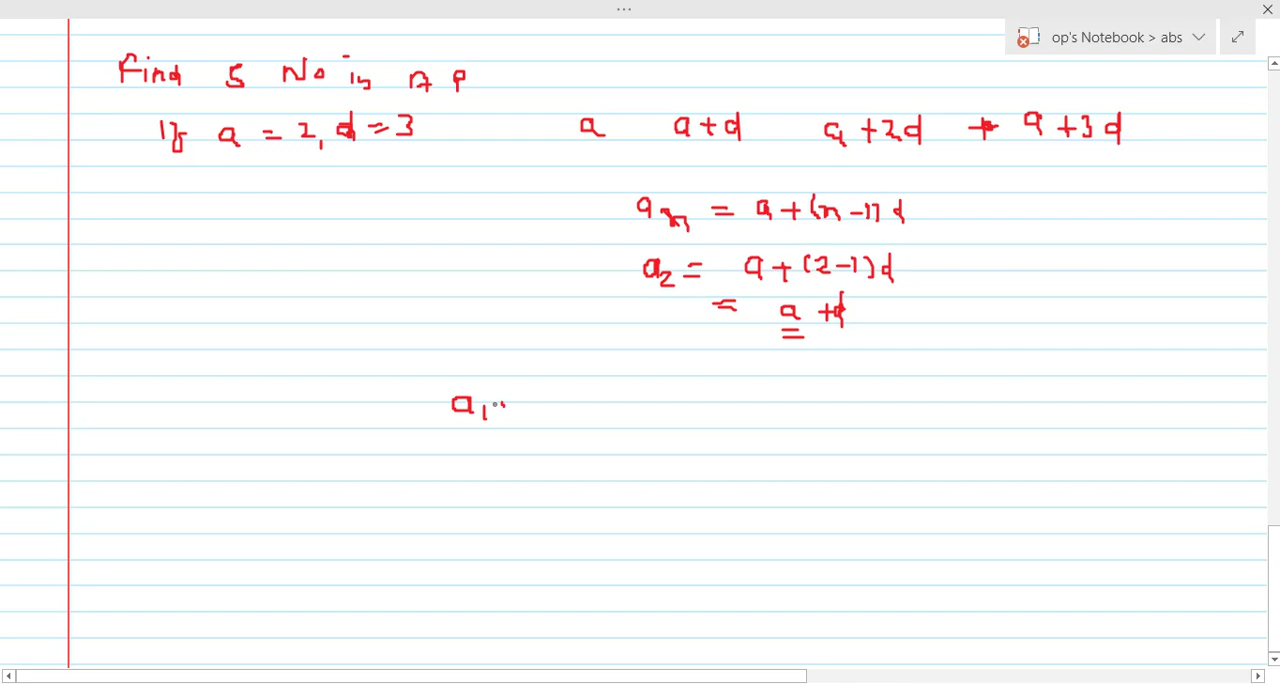 op's Notebook > abs
Find 5 No in A P
If a = 2, d = 3
a a + d a + 2d + a + 3d
aₙ = a + (n - 1) d
a₂ = a + (2 - 1) d
= a + d
a₁